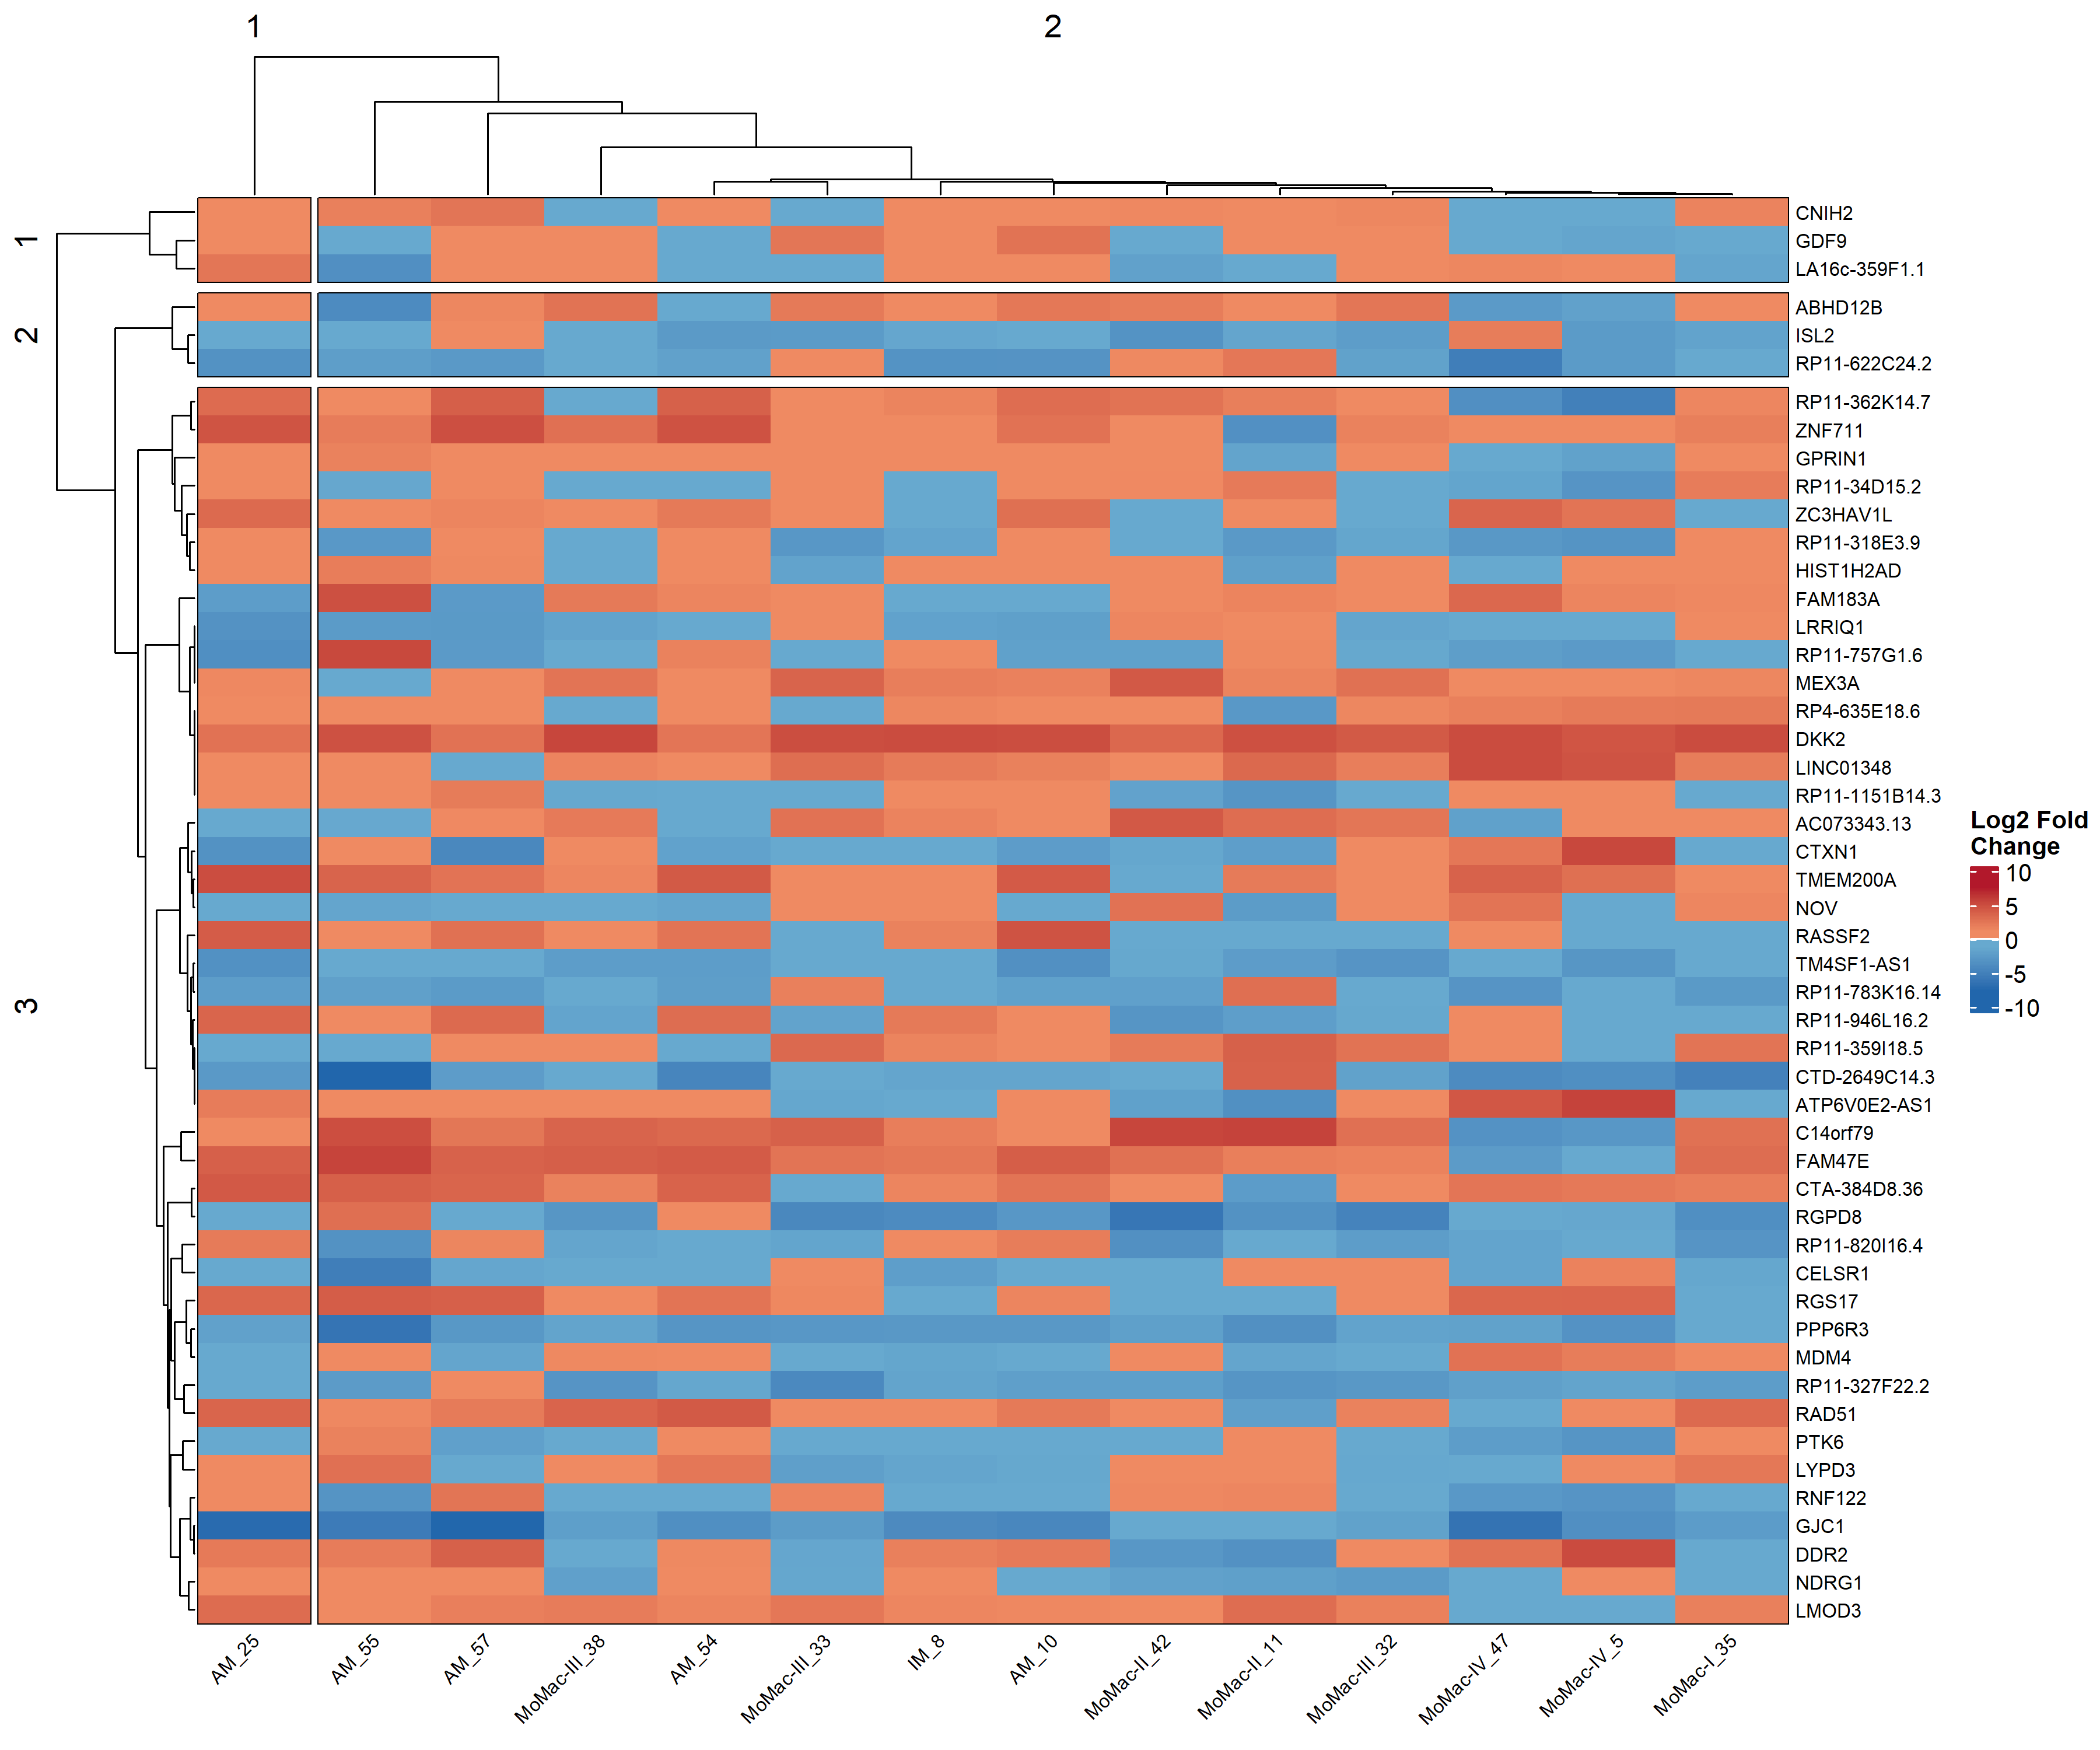 1
2
1
2
3
CNIH2
GDF9
LA16c-359F1.1
ABHD12B
ISL2
RP11-622C24.2
RP11-362K14.7
ZNF711
GPRIN1
RP11-34D15.2
ZC3HAV1L
RP11-318E3.9
HIST1H2AD
FAM183A
LRRIQ1
RP11-757G1.6
MEX3A
RP4-635E18.6
DKK2
LINC01348
RP11-1151B14.3
AC073343.13
CTXN1
TMEM200A
NOV
RASSF2
TM4SF1-AS1
RP11-783K16.14
RP11-946L16.2
RP11-359I18.5
CTD-2649C14.3
ATP6V0E2-AS1
C14orf79
FAM47E
CTA-384D8.36
RGPD8
RP11-820I16.4
CELSR1
RGS17
PPP6R3
MDM4
RP11-327F22.2
RAD51
PTK6
LYPD3
RNF122
GJC1
DDR2
NDRG1
LMOD3
Log2 Fold
Change
10
5
0
-5
-10
AM_25
AM_55
AM_57
MoMac-III_38
AM_54
MoMac-III_33
IM_8
AM_10
MoMac-II_42
MoMac-II_11
MoMac-III_32
MoMac-IV_47
MoMac-IV_5
MoMac-I_35